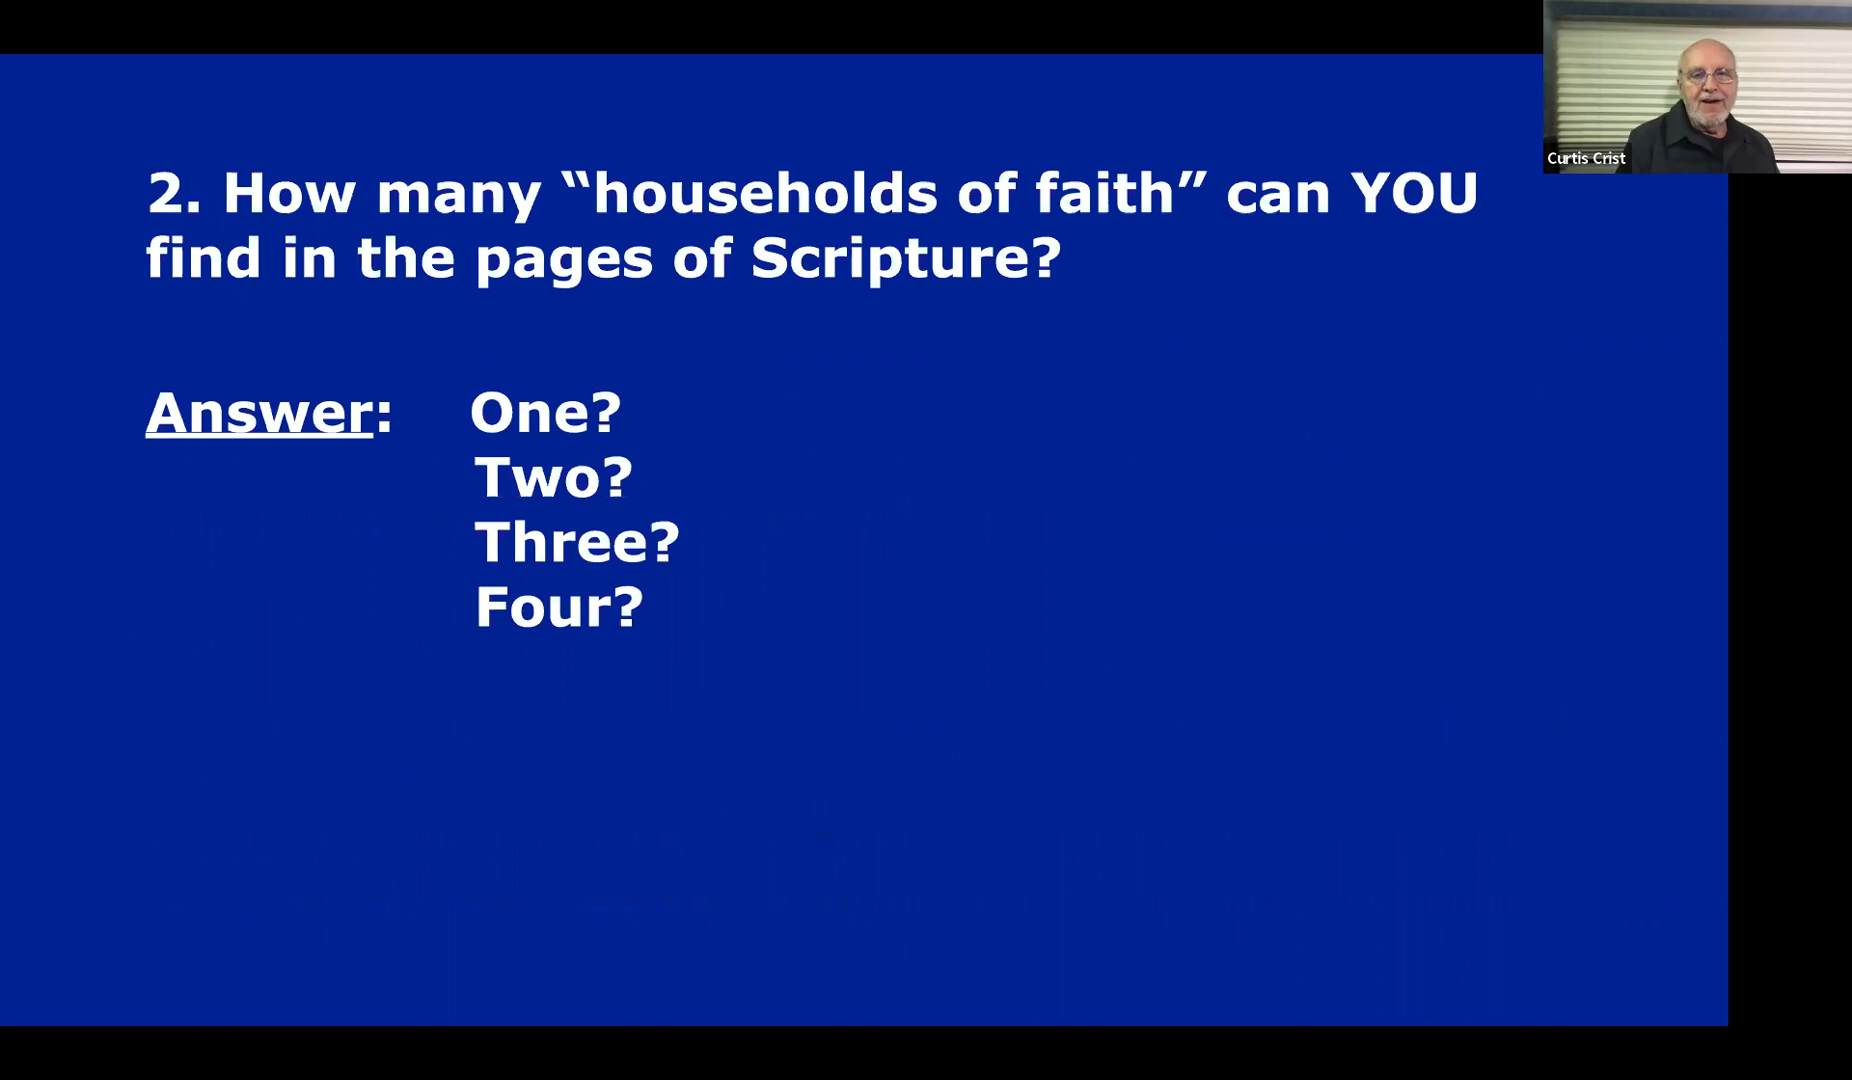 Curtis Crist
2. How many “households of faith” can YOU
find in the pages of Scripture?
Answer: One?
Two?
Three?
Four?